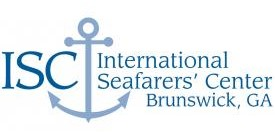 ISC International
Seafarers' Center
Brunswick, GA